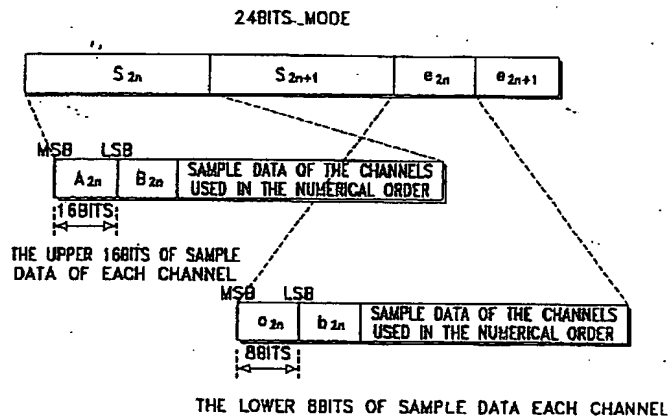 24BITS_MODE
S2n S2n+1 e2n e2n+1
MSB LSB
A2n B2n SAMPLE DATA OF THE CHANNELS
USED IN THE NUMERICAL ORDER
16BITS
THE UPPER 16BITS OF SAMPLE
DATA OF EACH CHANNEL
MSB LSB
a2n b2n SAMPLE DATA OF THE CHANNELS
USED IN THE NUMERICAL ORDER
8BITS
THE LOWER 8BITS OF SAMPLE DATA EACH CHANNEL